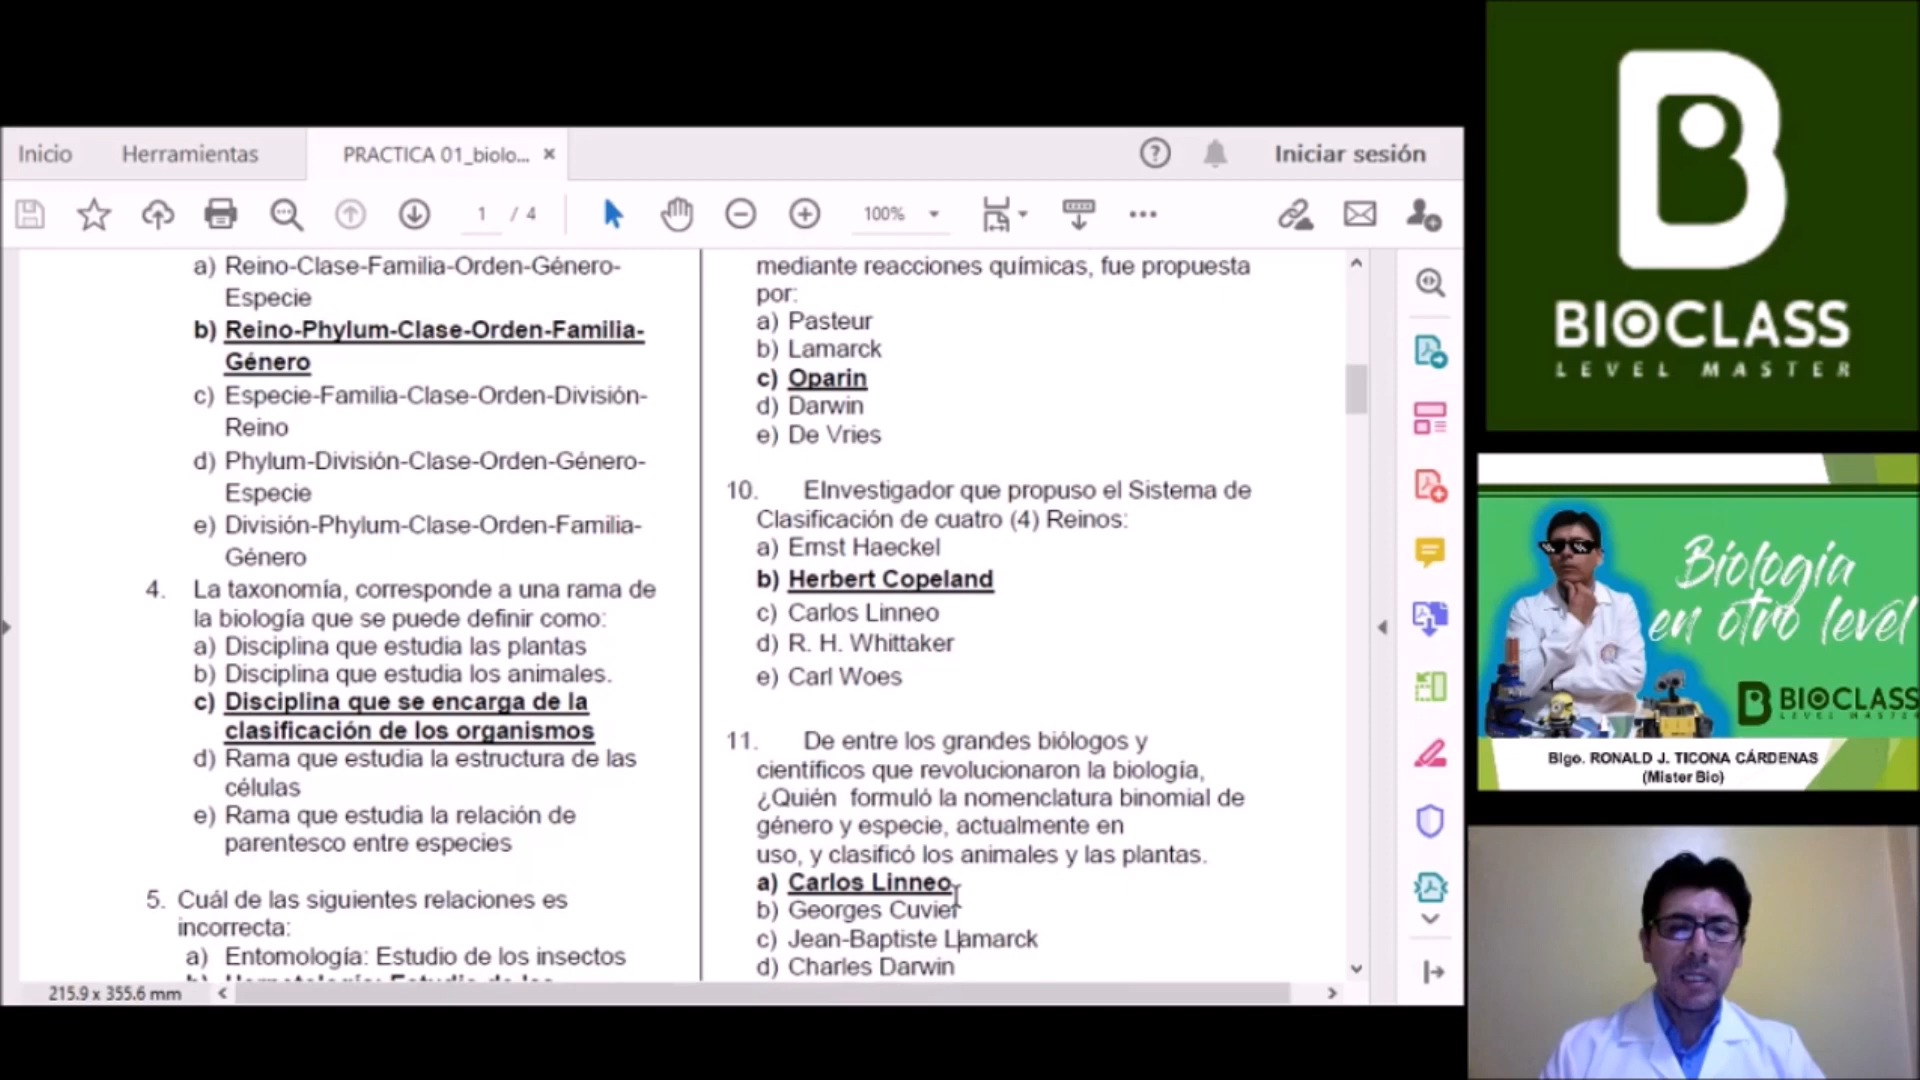 Inicio
Herramientas
PRACTICA 01_biolo...
Iniciar sesión
1 / 4
100%
a) Reino-Clase-Familia-Orden-Género-
Especie
b) Reino-Phylum-Clase-Orden-Familia-
Género
c) Especie-Familia-Clase-Orden-División-
Reino
d) Phylum-División-Clase-Orden-Género-
Especie
e) División-Phylum-Clase-Orden-Familia-
Género
4. La taxonomía, corresponde a una rama de
la biología que se puede definir como:
a) Disciplina que estudia las plantas
b) Disciplina que estudia los animales.
c) Disciplina que se encarga de la
clasificación de los organismos
d) Rama que estudia la estructura de las
células
e) Rama que estudia la relación de
parentesco entre especies
5. Cuál de las siguientes relaciones es
incorrecta:
a) Entomología: Estudio de los insectos
mediante reacciones químicas, fue propuesta
por:
a) Pasteur
b) Lamarck
c) Oparin
d) Darwin
e) De Vries
10. EInvestigador que propuso el Sistema de
Clasificación de cuatro (4) Reinos:
a) Ernst Haeckel
b) Herbert Copeland
c) Carlos Linneo
d) R. H. Whittaker
e) Carl Woes
11. De entre los grandes biólogos y
científicos que revolucionaron la biología,
¿Quién formuló la nomenclatura binomial de
género y especie, actualmente en
uso, y clasificó los animales y las plantas.
a) Carlos Linneo
b) Georges Cuvier
c) Jean-Baptiste Lamarck
d) Charles Darwin
215.9 x 355.6 mm
BIOCLASS
LEVEL MASTER
Biología
en otro level
BIOCLASS
LEVEL MASTER
Blgo. RONALD J. TICONA CÁRDENAS
(Mister Bio)